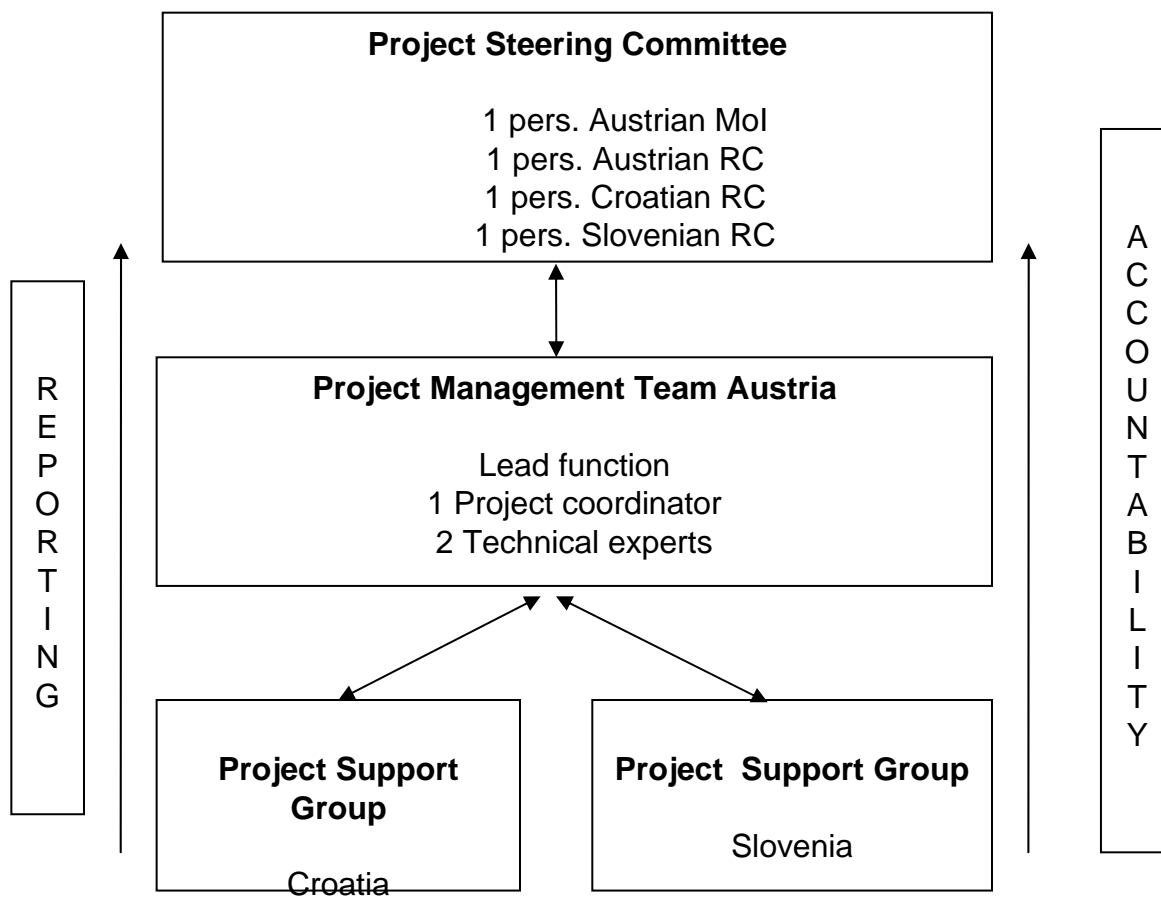 Project Steering Committee
1 pers. Austrian MoI
1 pers. Austrian RC
1 pers. Croatian RC
1 pers. Slovenian RC
REPORTING
ACCOUNTABILITY
Project Management Team Austria
Lead function
1 Project coordinator
2 Technical experts
Project Support
Group
Croatia
Project Support Group
Slovenia